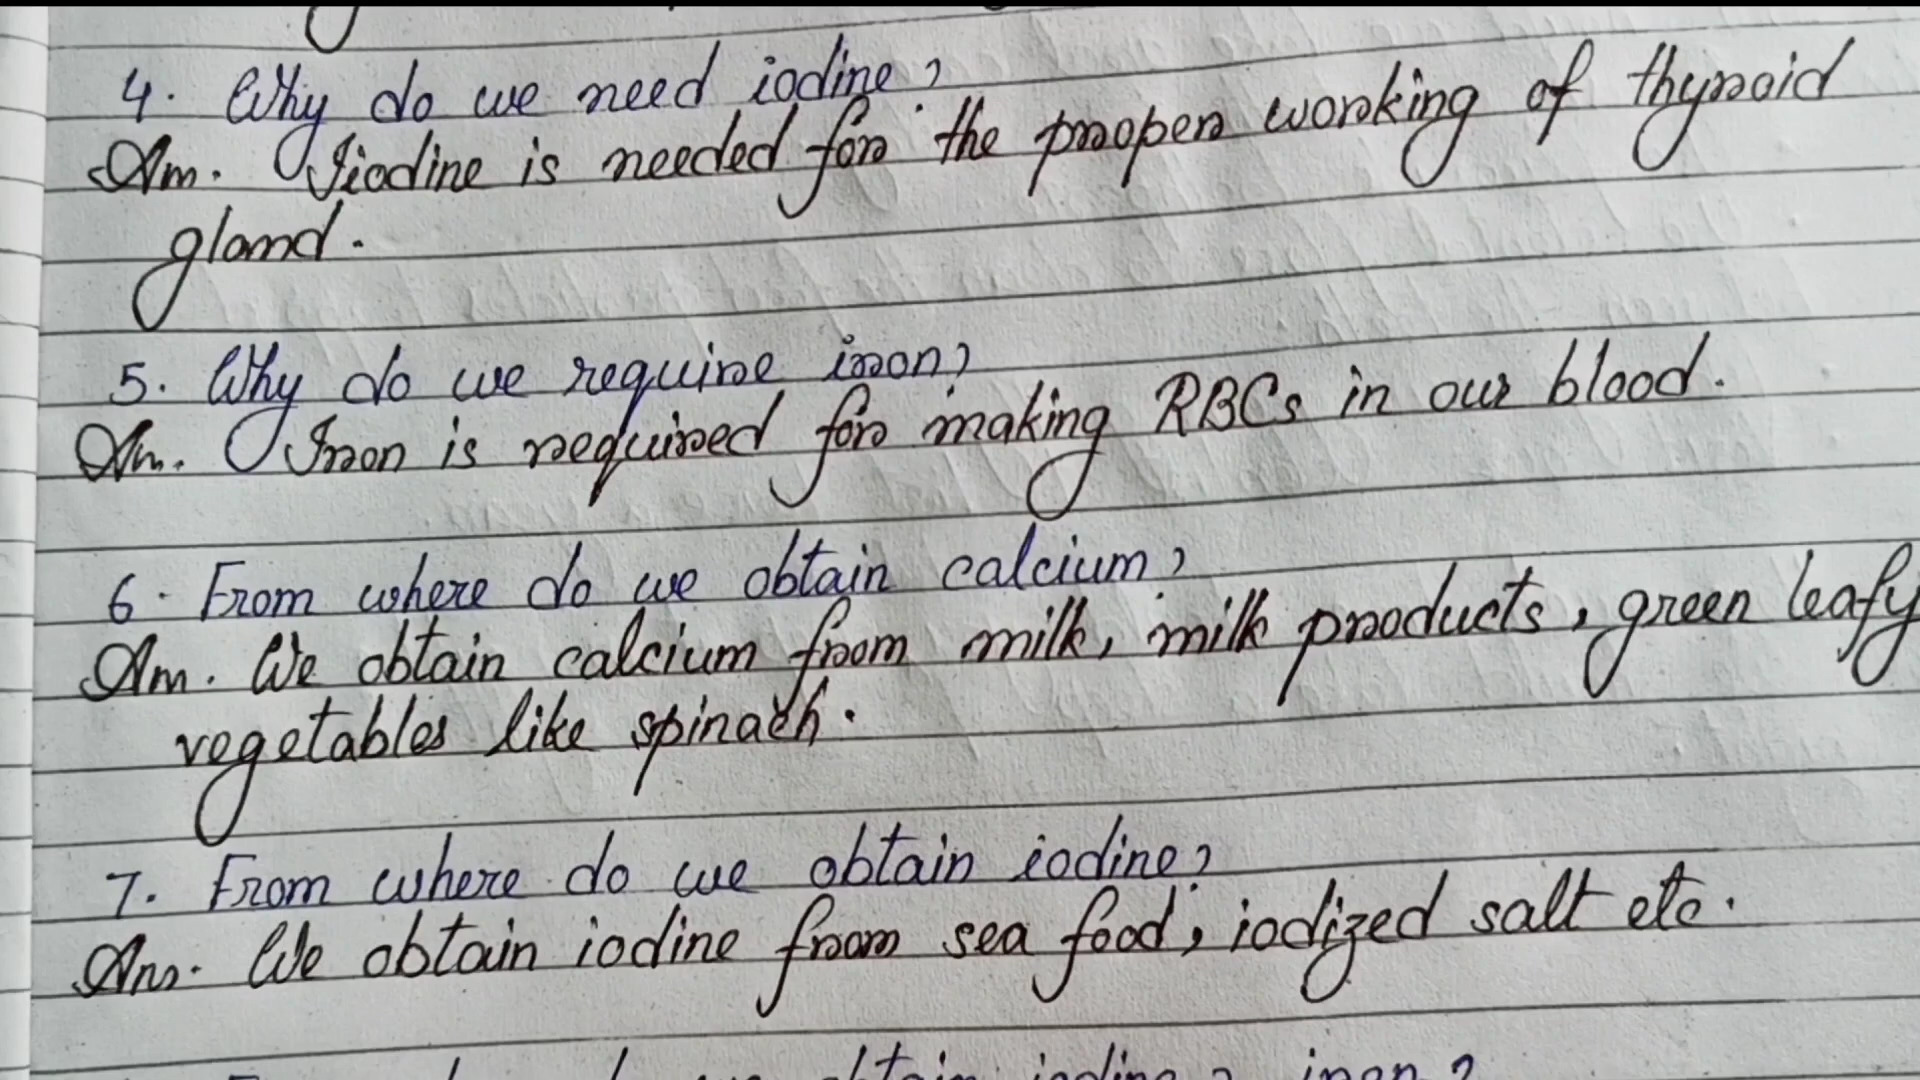 4. Why do we need iodine?
Ans. Iodine is needed for the proper working of thyroid
gland.
5. Why do we require iron?
Ans. Iron is required for making RBCs in our blood.
6. From where do we obtain calcium?
Ans. We obtain calcium from milk, milk products, green leafy
vegetables like spinach.
7. From where do we obtain iodine?
Ans. We obtain iodine from sea food, iodized salt etc.
obtain iodine? iron?